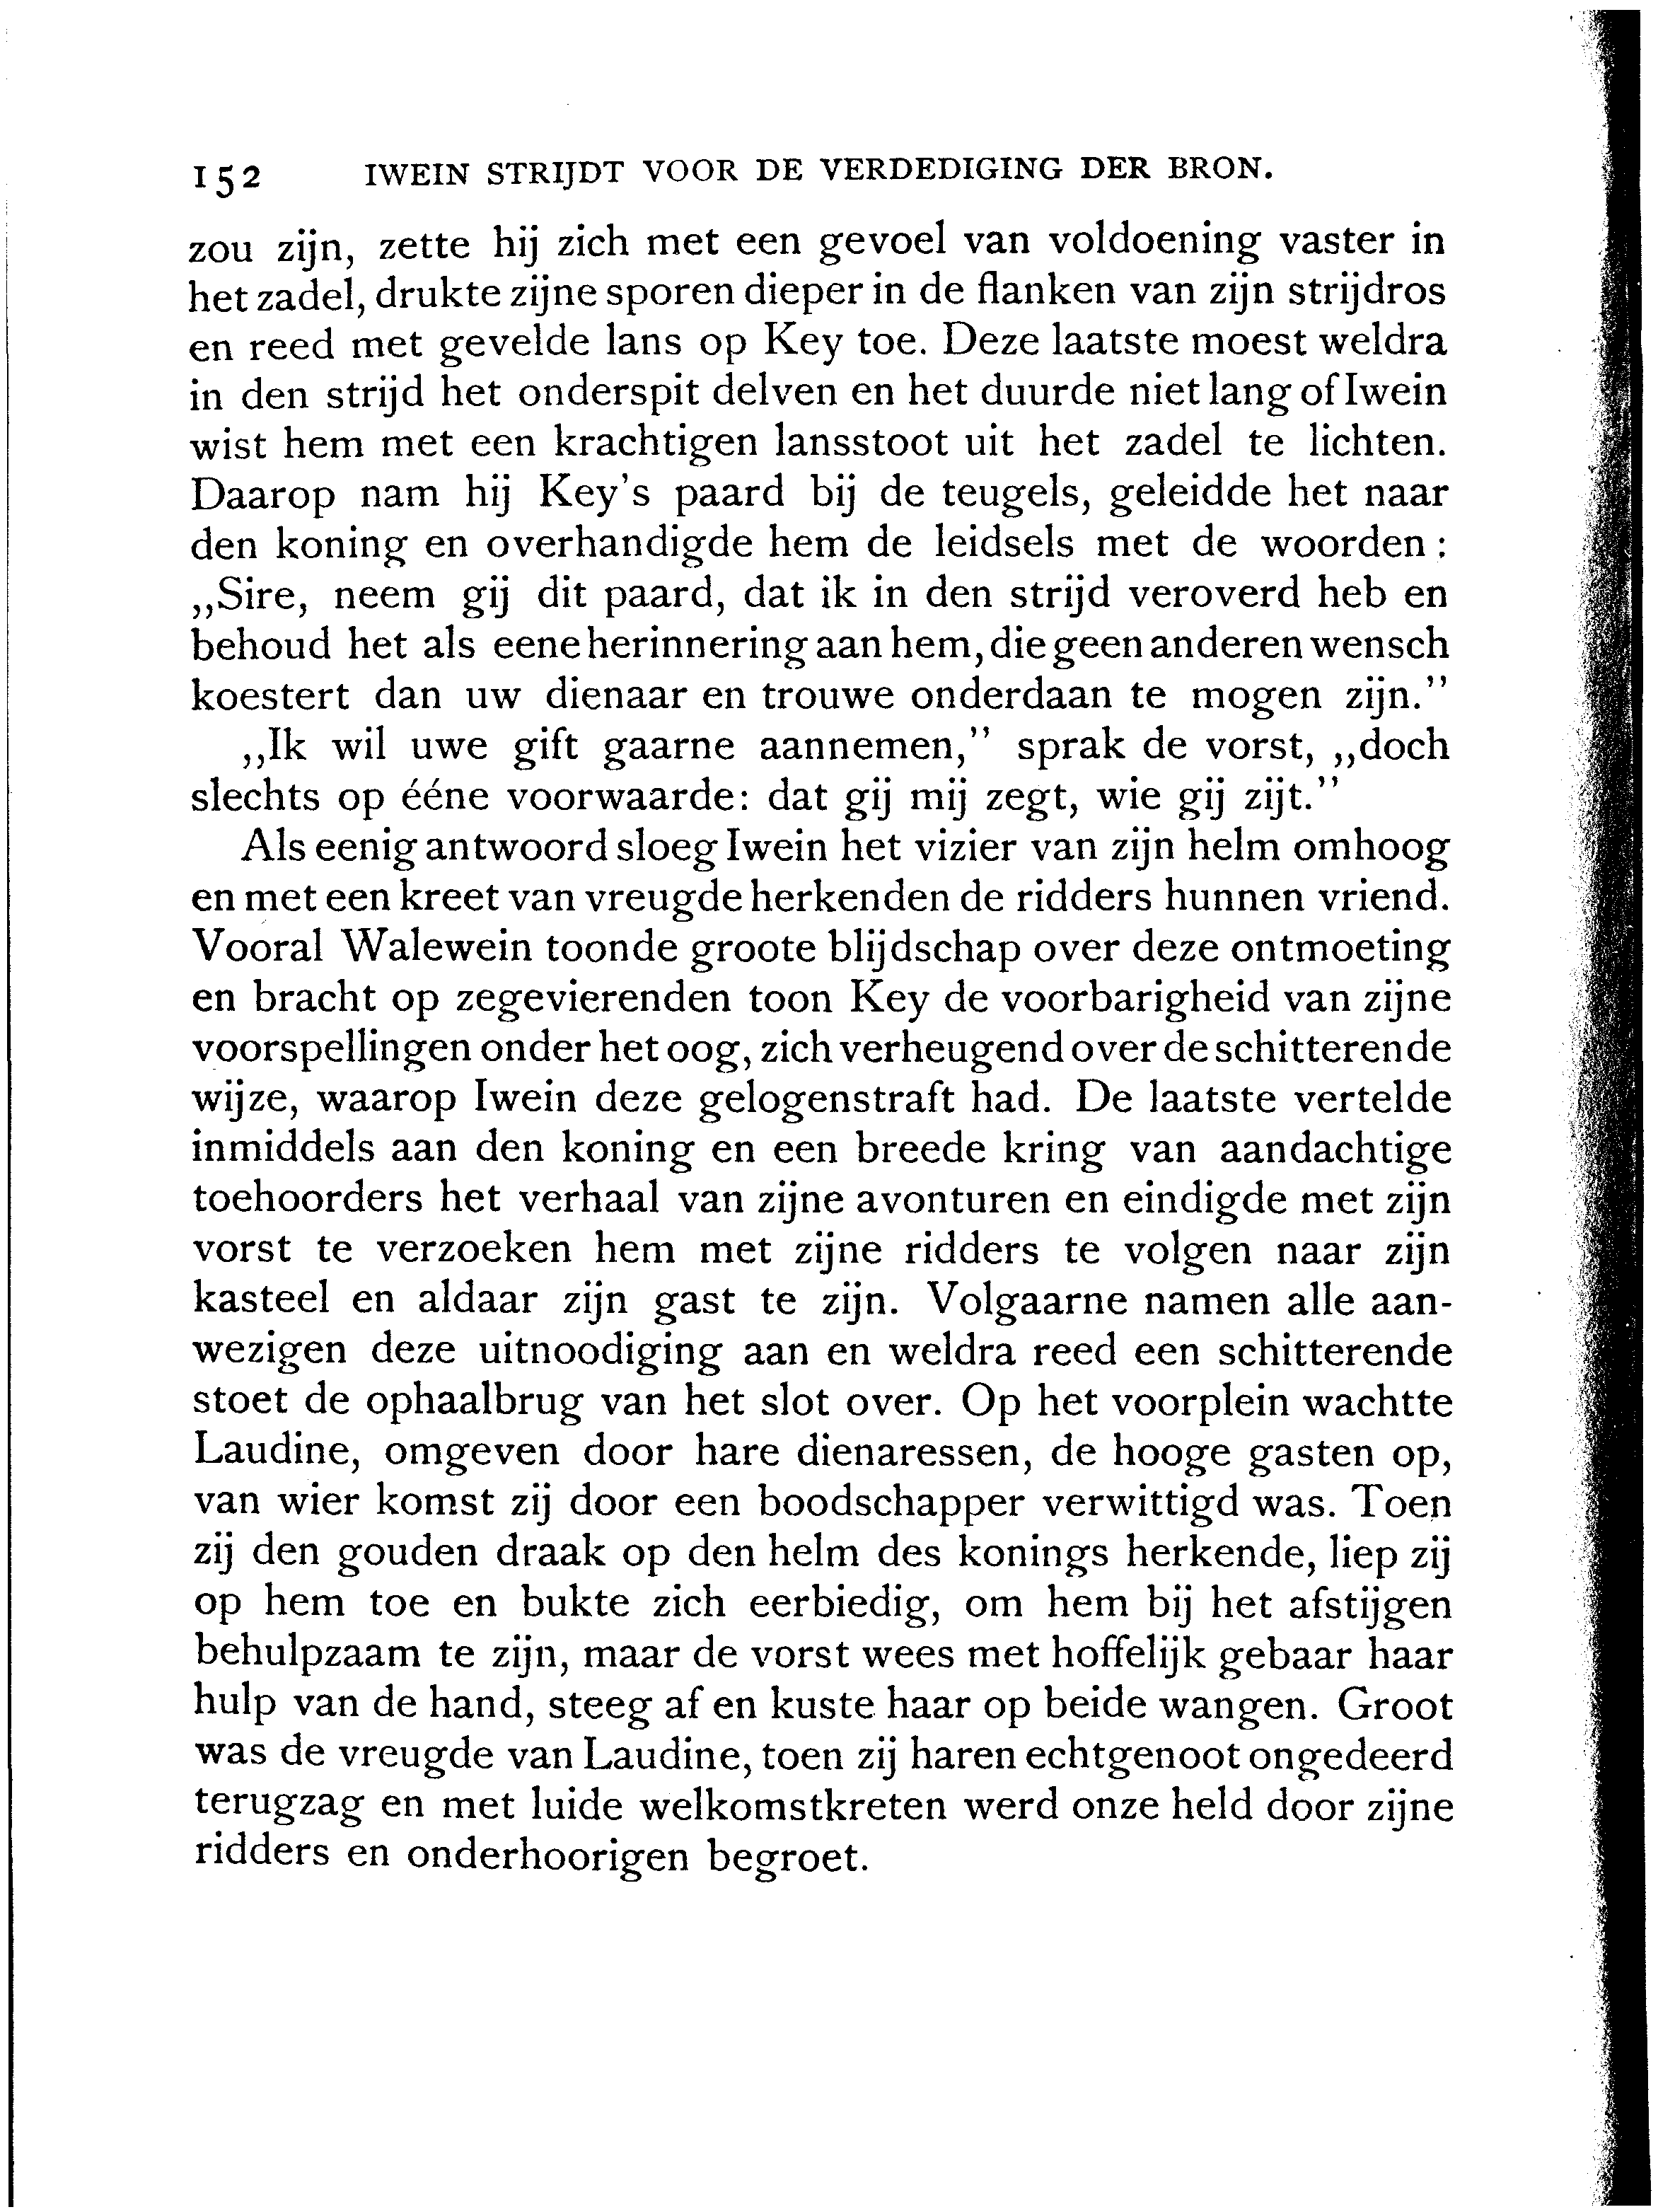 152 IWEIN STRIJDT VOOR DE VERDEDIGING DER BRON.
zou zijn, zette hij zich met een gevoel van voldoening vaster in
het zadel, drukte zijne sporen dieper in de flanken van zijn strijdros
en reed met gevelde lans op Key toe. Deze laatste moest weldra
in den strijd het onderspit delven en het duurde niet lang of Iwein
wist hem met een krachtigen lansstoot uit het zadel te lichten.
Daarop nam hij Key's paard bij de teugels, geleidde het naar
den koning en overhandigde hem de leidsels met de woorden:
,,Sire, neem gij dit paard, dat ik in den strijd veroverd heb en
behoud het als eene herinnering aan hem, die geen anderen wensch
koestert dan uw dienaar en trouwe onderdaan te mogen zijn.''
,,Ik wil uwe gift gaarne aannemen,'' sprak de vorst, ,,doch
slechts op ééne voorwaarde: dat gij mij zegt, wie gij zijt.''
Als eenig antwoord sloeg Iwein het vizier van zijn helm omhoog
en met een kreet van vreugde herkenden de ridders hunnen vriend.
Vooral Walewein toonde groote blijdschap over deze ontmoeting
en bracht op zegevierenden toon Key de voorbarigheid van zijne
voorspellingen onder het oog, zich verheugend over de schitterende
wijze, waarop Iwein deze gelogenstraft had. De laatste vertelde
inmiddels aan den koning en een breede kring van aandachtige
toehoorders het verhaal van zijne avonturen en eindigde met zijn
vorst te verzoeken hem met zijne ridders te volgen naar zijn
kasteel en aldaar zijn gast te zijn. Volgaarne namen alle aan-
wezigen deze uitnoodiging aan en weldra reed een schitterende
stoet de ophaalbrug van het slot over. Op het voorplein wachtte
Laudine, omgeven door hare dienaressen, de hooge gasten op,
van wier komst zij door een boodschapper verwittigd was. Toen
zij den gouden draak op den helm des konings herkende, liep zij
op hem toe en bukte zich eerbiedig, om hem bij het afstijgen
behulpzaam te zijn, maar de vorst wees met hoffelijk gebaar haar
hulp van de hand, steeg af en kuste haar op beide wangen. Groot
was de vreugde van Laudine, toen zij haren echtgenoot ongedeerd
terugzag en met luide welkomstkreten werd onze held door zijne
ridders en onderhoorigen begroet.